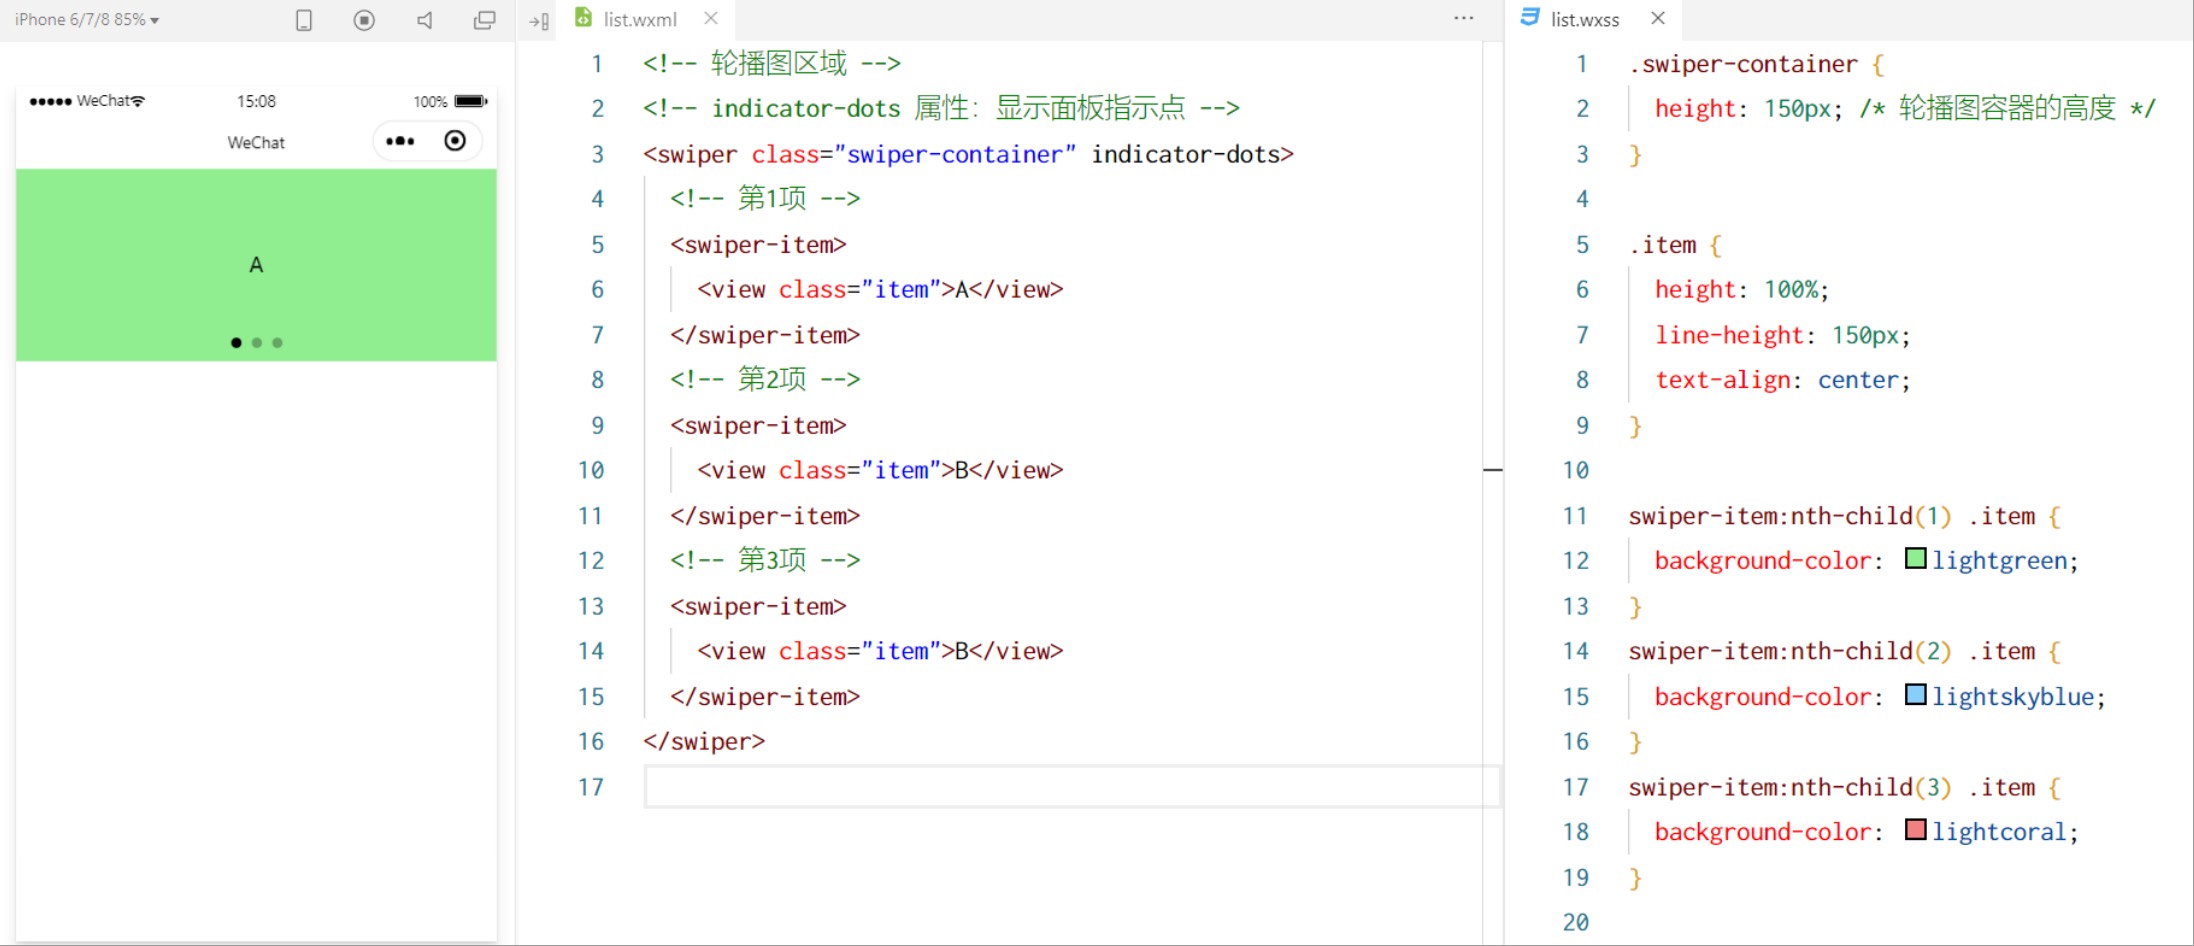 iPhone 6/7/8 85%
WeChat
15:08
100%
WeChat
A
list.wxml
1 <!-- 轮播图区域 -->
2 <!-- indicator-dots 属性：显示面板指示点 -->
3 <swiper class="swiper-container" indicator-dots>
4 <!-- 第1项 -->
5 <swiper-item>
6 <view class="item">A</view>
7 </swiper-item>
8 <!-- 第2项 -->
9 <swiper-item>
10 <view class="item">B</view>
11 </swiper-item>
12 <!-- 第3项 -->
13 <swiper-item>
14 <view class="item">B</view>
15 </swiper-item>
16 </swiper>
17
list.wxss
1 .swiper-container {
2 height: 150px; /* 轮播图容器的高度 */
3 }
4
5 .item {
6 height: 100%;
7 line-height: 150px;
8 text-align: center;
9 }
10
11 swiper-item:nth-child(1) .item {
12 background-color: lightgreen;
13 }
14 swiper-item:nth-child(2) .item {
15 background-color: lightskyblue;
16 }
17 swiper-item:nth-child(3) .item {
18 background-color: lightcoral;
19 }
20